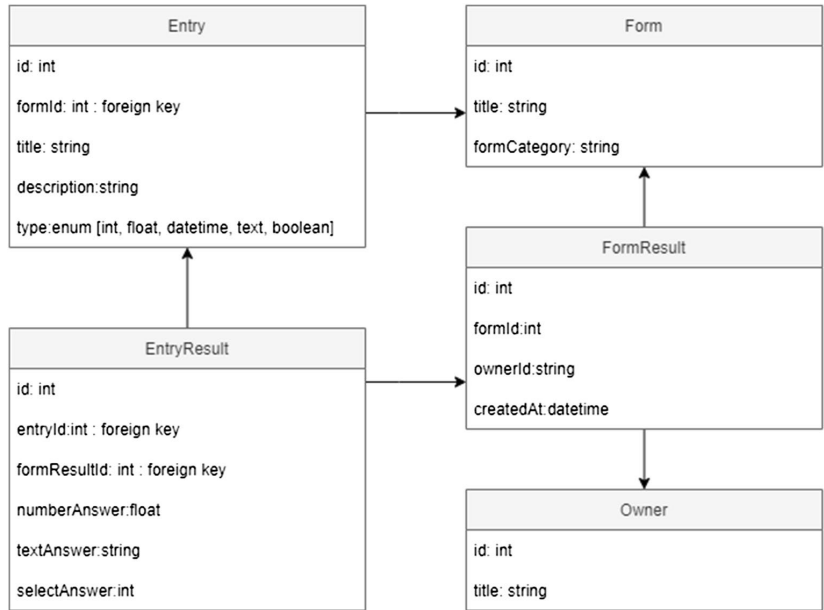 Entry
id: int
formId: int : foreign key
title: string
description:string
type:enum [int, float, datetime, text, boolean]
Form
id: int
title: string
formCategory: string
FormResult
id: int
formId:int
ownerId:string
createdAt:datetime
EntryResult
id: int
entryId:int : foreign key
formResultId: int : foreign key
numberAnswer:float
textAnswer:string
selectAnswer:int
Owner
id: int
title: string